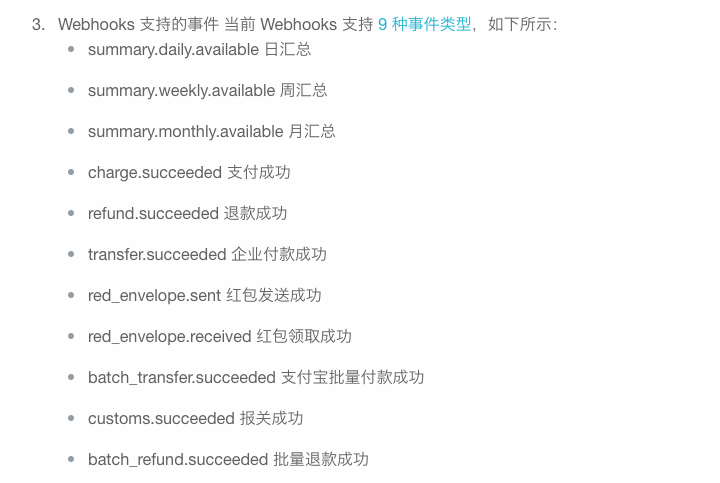 3. Webhooks 支持的事件 当前 Webhooks 支持 9 种事件类型，如下所示：
summary.daily.available 日汇总
summary.weekly.available 周汇总
summary.monthly.available 月汇总
charge.succeeded 支付成功
refund.succeeded 退款成功
transfer.succeeded 企业付款成功
red_envelope.sent 红包发送成功
red_envelope.received 红包领取成功
batch_transfer.succeeded 支付宝批量付款成功
customs.succeeded 报关成功
batch_refund.succeeded 批量退款成功